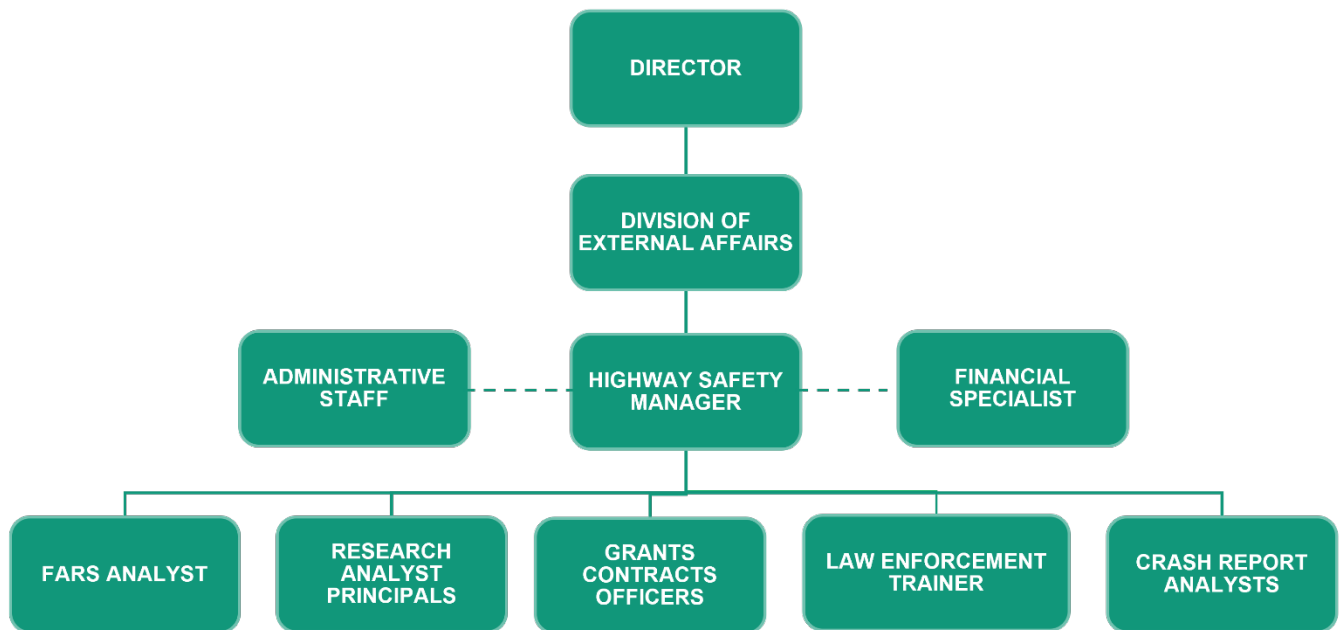 DIRECTOR
DIVISION OF
EXTERNAL AFFAIRS
ADMINISTRATIVE
STAFF
HIGHWAY SAFETY
MANAGER
FINANCIAL
SPECIALIST
FARS ANALYST
RESEARCH
ANALYST
PRINCIPALS
GRANTS
CONTRACTS
OFFICERS
LAW ENFORCEMENT
TRAINER
CRASH REPORT
ANALYSTS